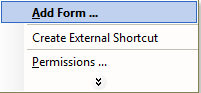 Add Form ...
Create External Shortcut
Permissions ...